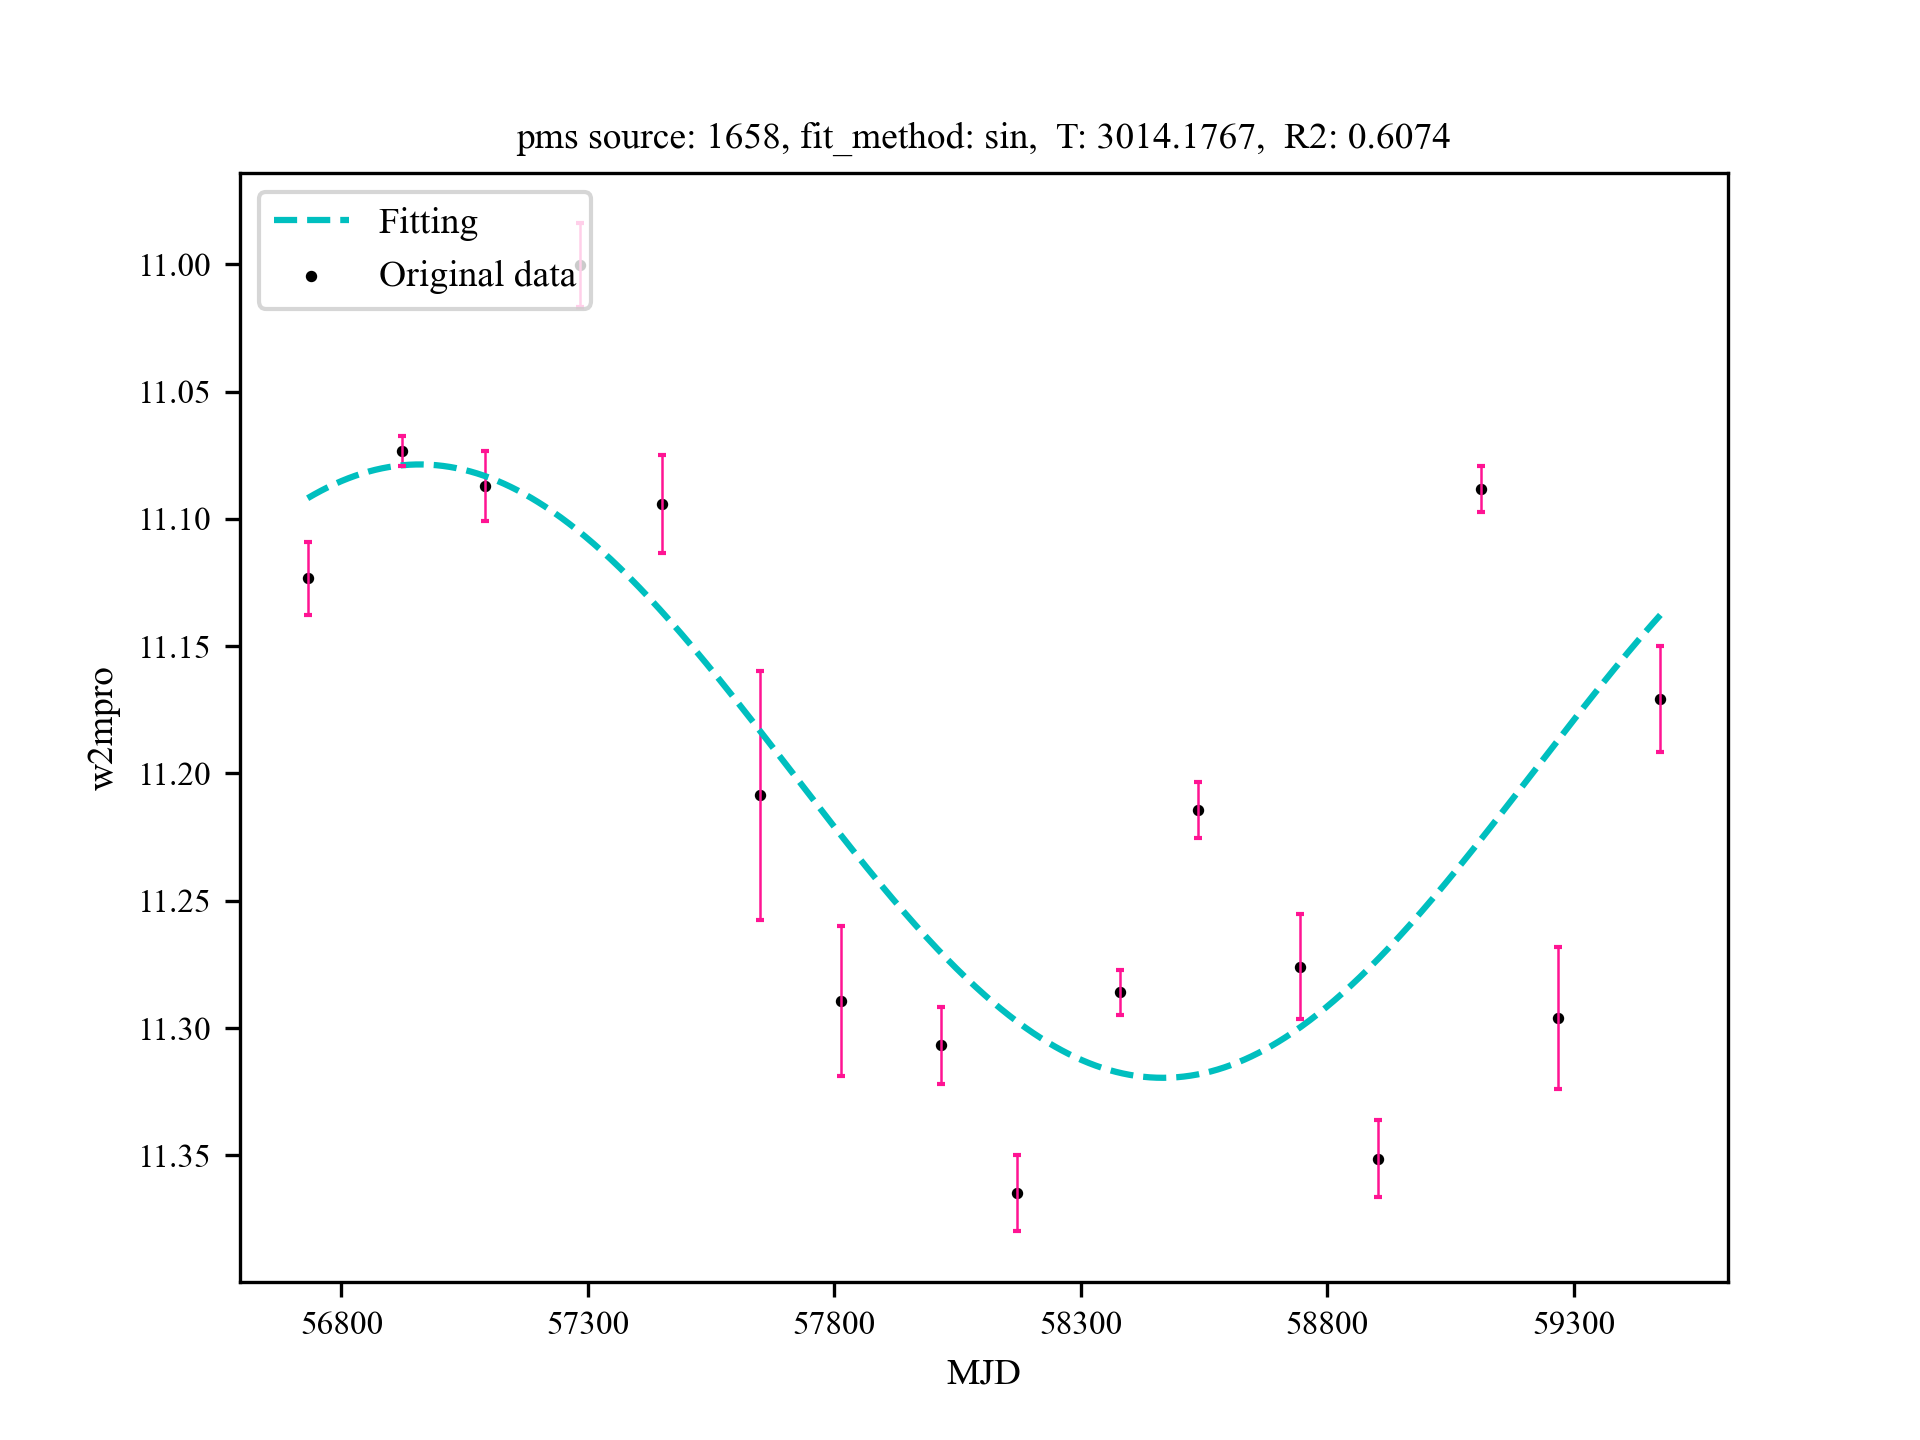 pms source: 1658, fit_method: sin,  T: 3014.1767,  R2: 0.6074
Fitting
Original data
11.00
11.05
11.10
11.15
11.20
11.25
11.30
11.35
w2mpro
56800
57300
57800
58300
58800
59300
MJD